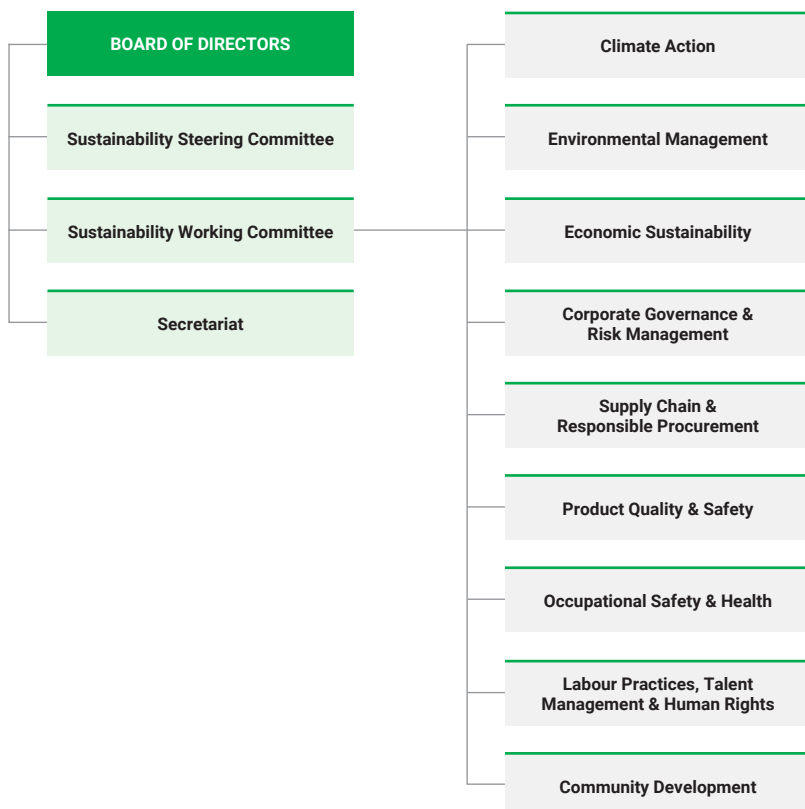 BOARD OF DIRECTORS
Sustainability Steering Committee
Sustainability Working Committee
Secretariat
Climate Action
Environmental Management
Economic Sustainability
Corporate Governance &
Risk Management
Supply Chain &
Responsible Procurement
Product Quality & Safety
Occupational Safety & Health
Labour Practices, Talent
Management & Human Rights
Community Development